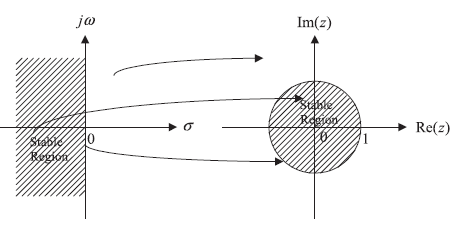 jω
Im(z)
σ
Stable
Region
0
Stable
Region
0
1
Re(z)